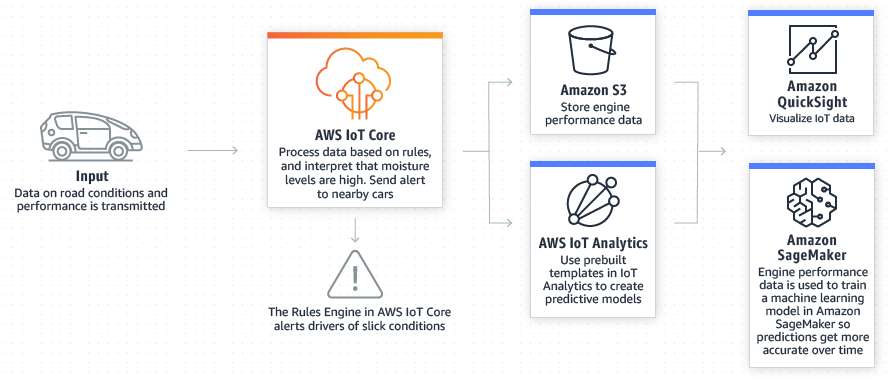 Input
Data on road conditions and
performance is transmitted
AWS IoT Core
Process data based on rules,
and interpret that moisture
levels are high. Send alert
to nearby cars
The Rules Engine in AWS IoT Core
alerts drivers of slick conditions
Amazon S3
Store engine
performance data
AWS IoT Analytics
Use prebuilt
templates in IoT
Analytics to create
predictive models
Amazon
QuickSight
Visualize IoT data
Amazon
SageMaker
Engine performance
data is used to train
a machine learning
model in Amazon
SageMaker so
predictions get more
accurate over time